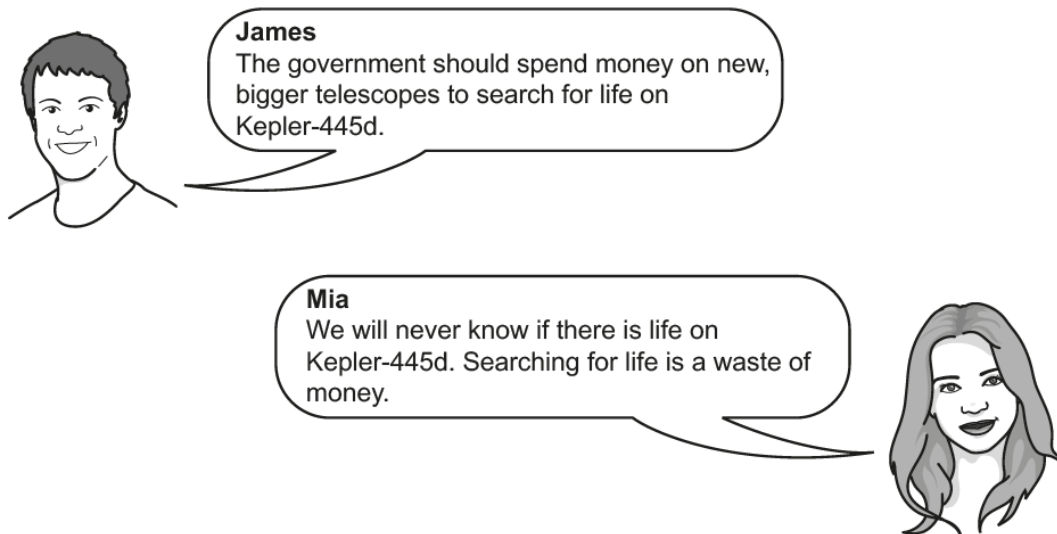 James
The government should spend money on new,
bigger telescopes to search for life on
Kepler-445d.
Mia
We will never know if there is life on
Kepler-445d. Searching for life is a waste of
money.